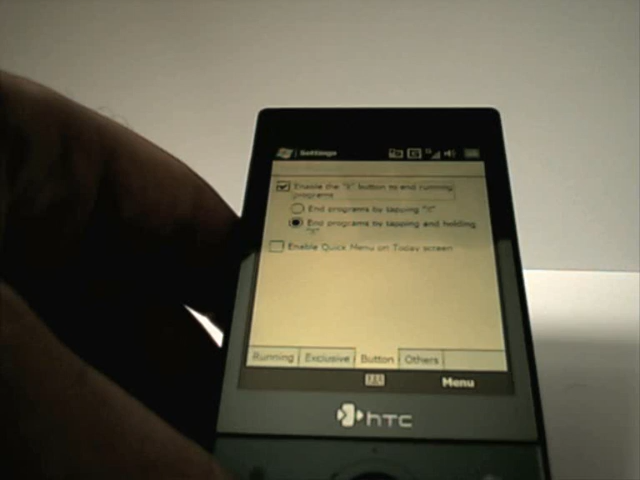 Settings
Enable the "X" button to end running
programs
End programs by tapping "X"
End programs by tapping and holding
"X"
Enable Quick Menu on Today screen
Running Exclusive Button Others
Menu
hTC